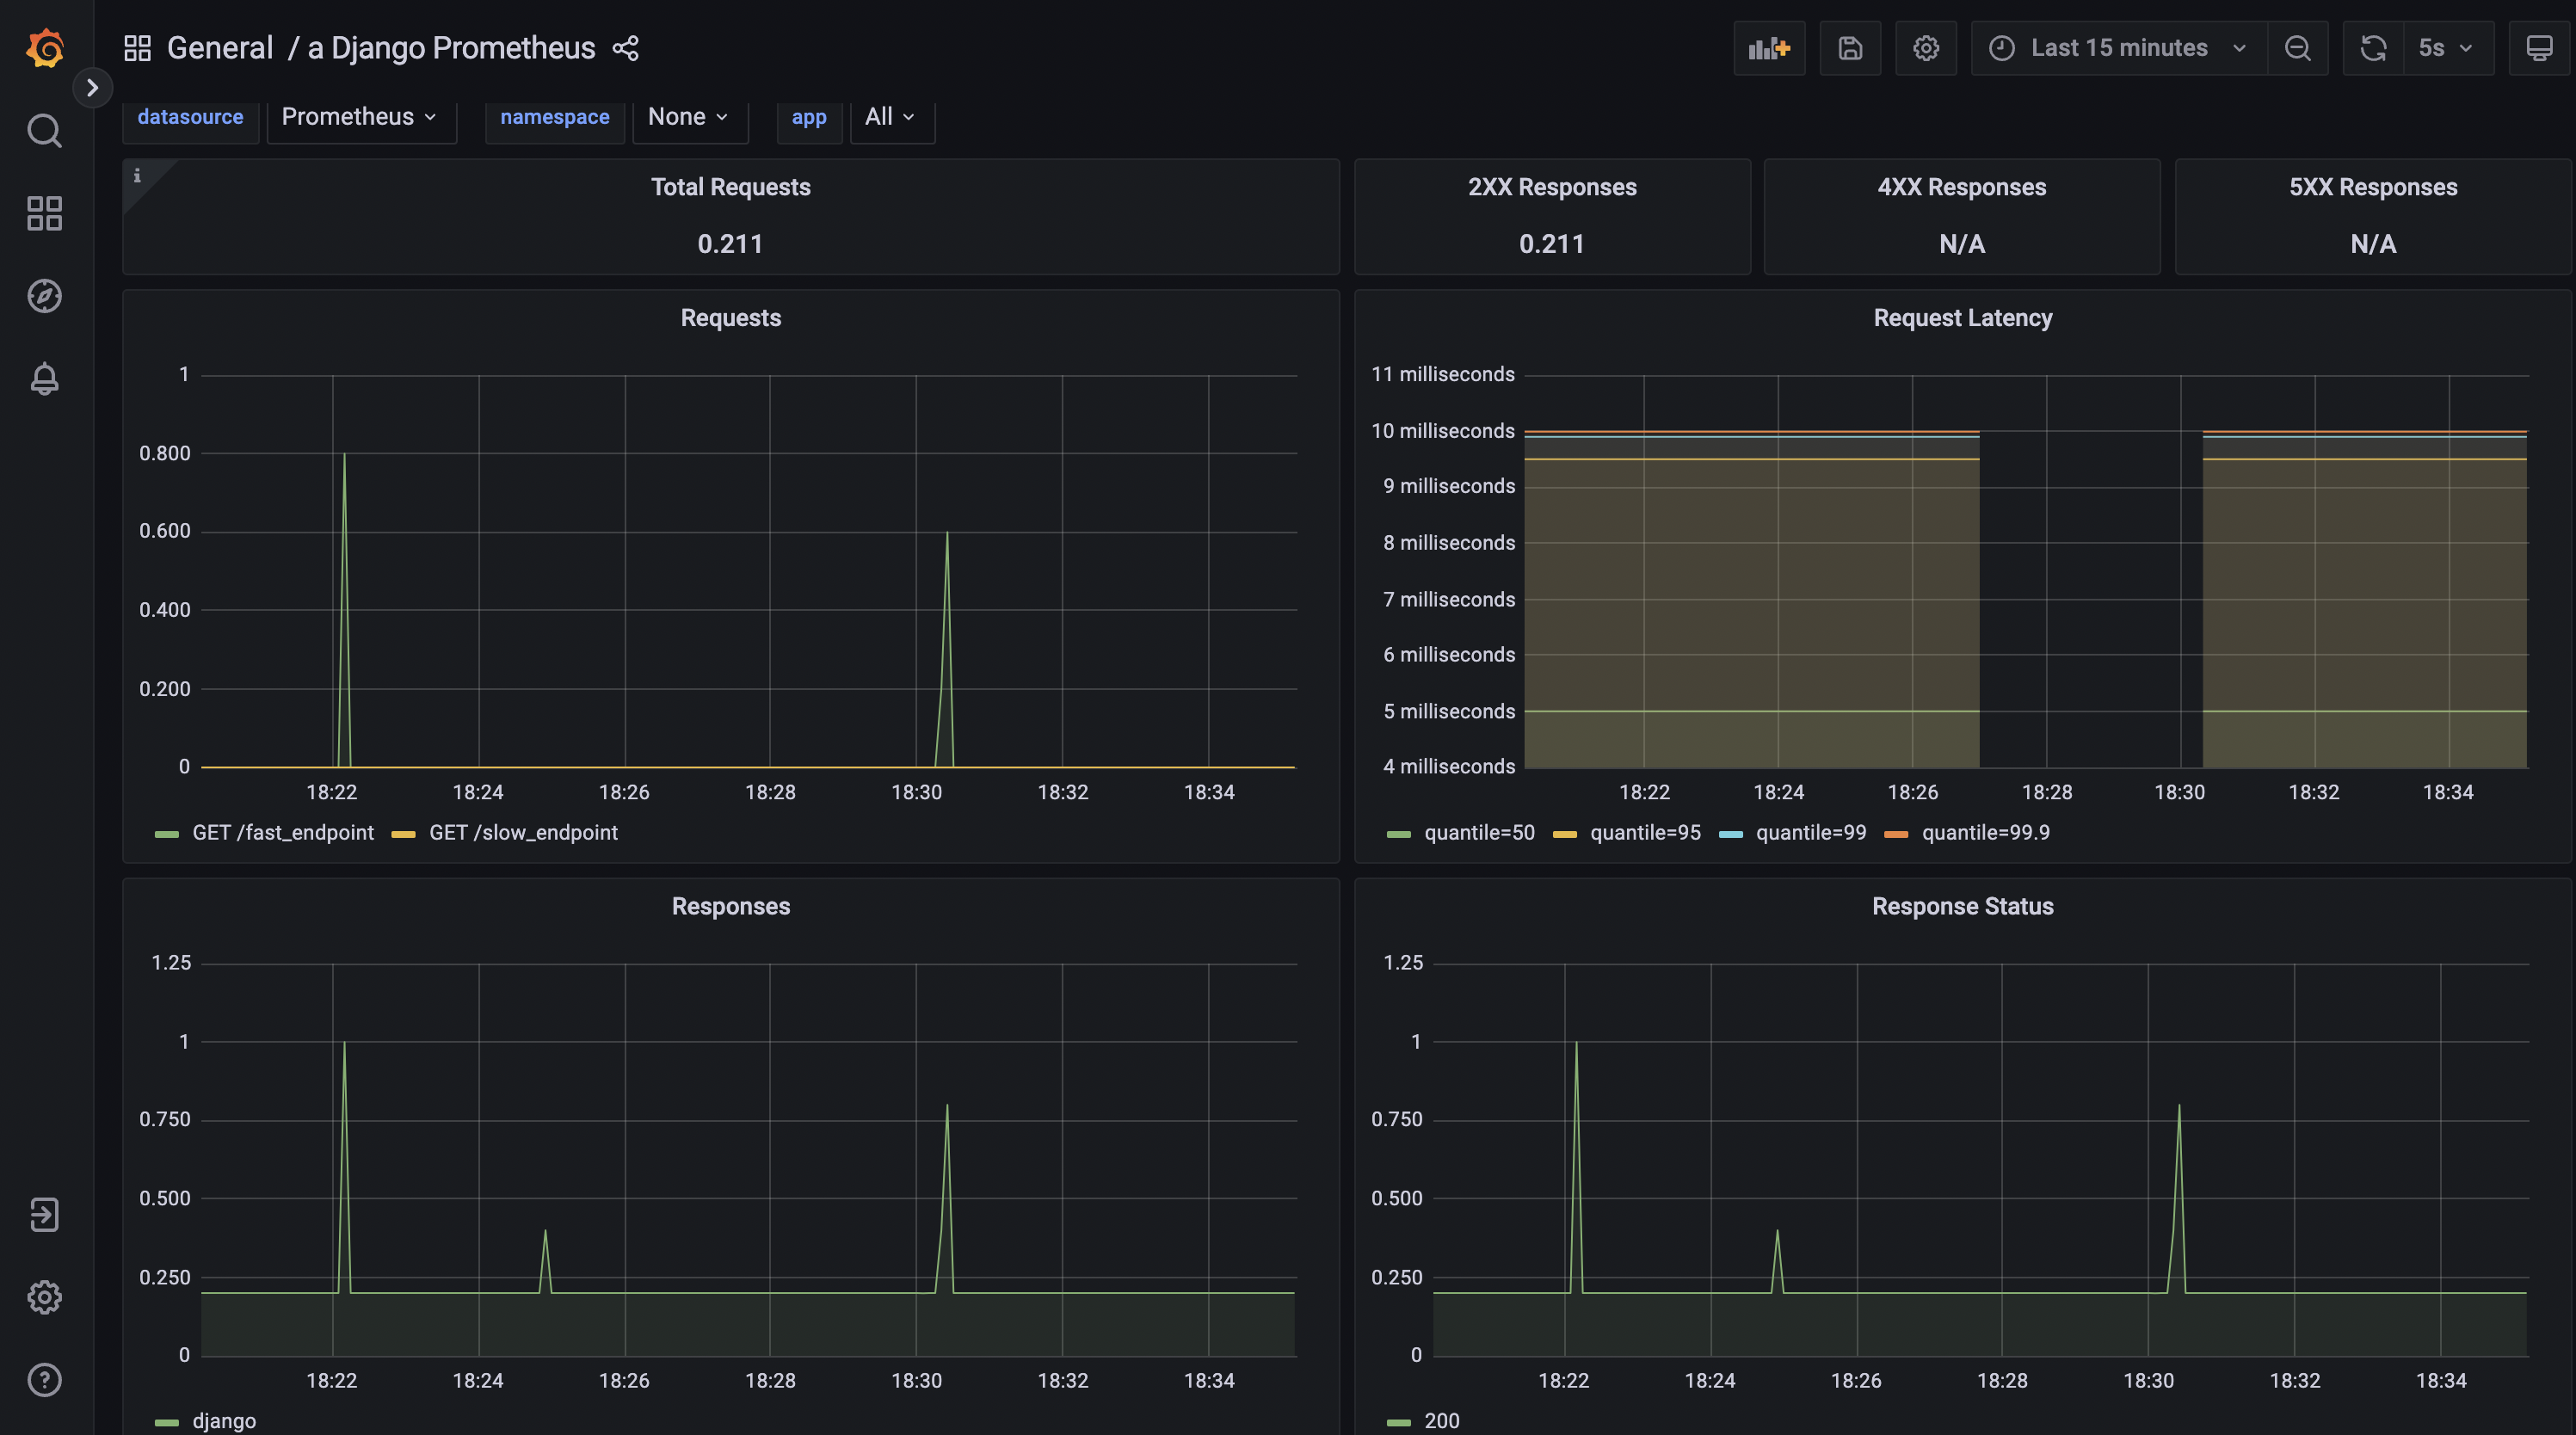 General / a Django Prometheus
Last 15 minutes
5s
datasource Prometheus namespace None app All
i
Total Requests
0.211
2XX Responses
0.211
4XX Responses
N/A
5XX Responses
N/A
Requests
1
0.800
0.600
0.400
0.200
0
18:22 18:24 18:26 18:28 18:30 18:32 18:34
GET /fast_endpoint GET /slow_endpoint
Request Latency
11 milliseconds
10 milliseconds
9 milliseconds
8 milliseconds
7 milliseconds
6 milliseconds
5 milliseconds
4 milliseconds
18:22 18:24 18:26 18:28 18:30 18:32 18:34
quantile=50 quantile=95 quantile=99 quantile=99.9
Responses
1.25
1
0.750
0.500
0.250
0
18:22 18:24 18:26 18:28 18:30 18:32 18:34
django
Response Status
1.25
1
0.750
0.500
0.250
0
18:22 18:24 18:26 18:28 18:30 18:32 18:34
200